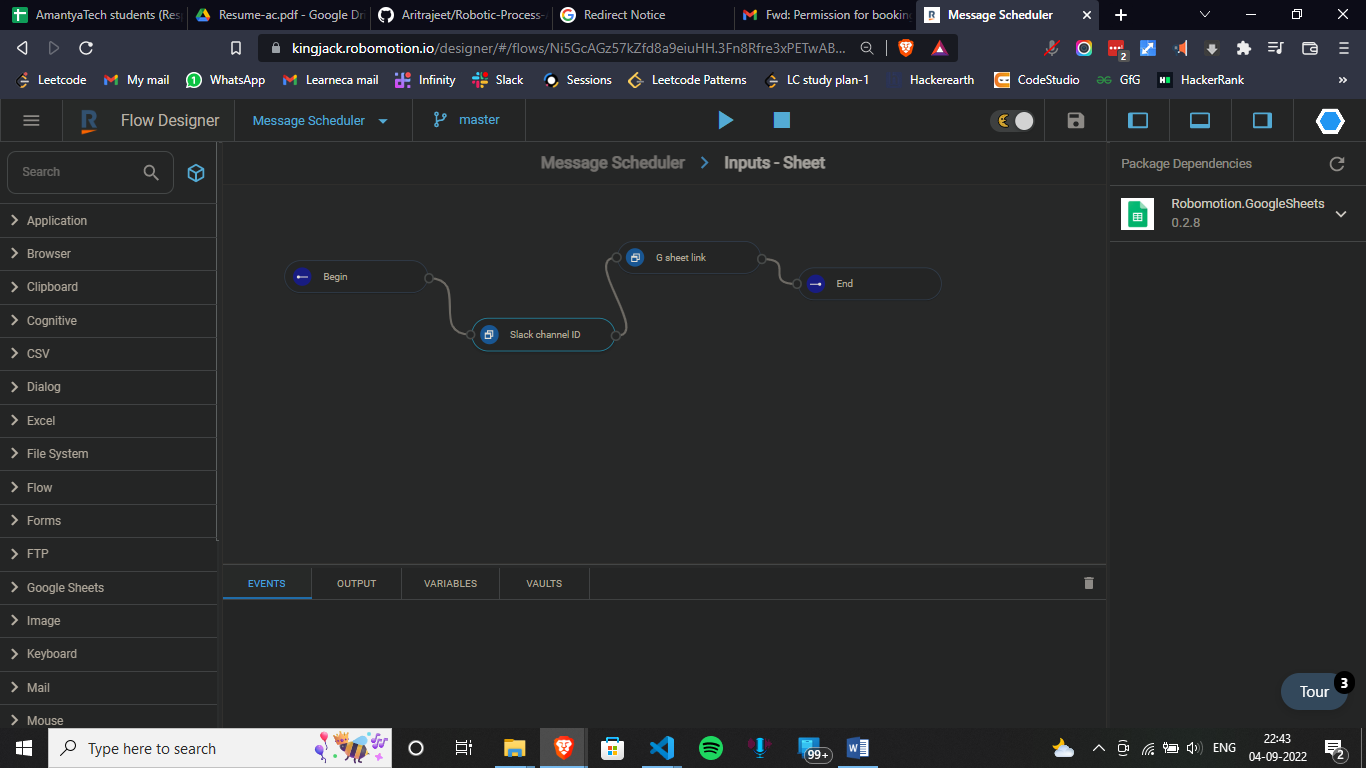 AmantyaTech students (Res
Resume-ac.pdf - Google Dri
Aritrajeet/Robotic-Process-A
Redirect Notice
Fwd: Permission for booking
Message Scheduler
kingjack.robomotion.io/designer/#/flows/Ni5GcAGz57kZfd8a9eiuHH.3Fn8Rfre3xPETwAB...
2
Leetcode
My mail
1
WhatsApp
Learneca mail
Infinity
Slack
Sessions
Leetcode Patterns
LC study plan-1
Hackerearth
CodeStudio
GfG
HackerRank
»
R
Flow Designer
Message Scheduler
master
Search
Message Scheduler > Inputs - Sheet
Package Dependencies
Robomotion.GoogleSheets
0.2.8
Application
Browser
Clipboard
Cognitive
CSV
Dialog
Excel
File System
Flow
Forms
FTP
Google Sheets
Image
Keyboard
Mail
Mouse
Begin
Slack channel ID
G sheet link
End
EVENTS
OUTPUT
VARIABLES
VAULTS
Tour
3
Type here to search
99+
ENG
22:43
04-09-2022
2